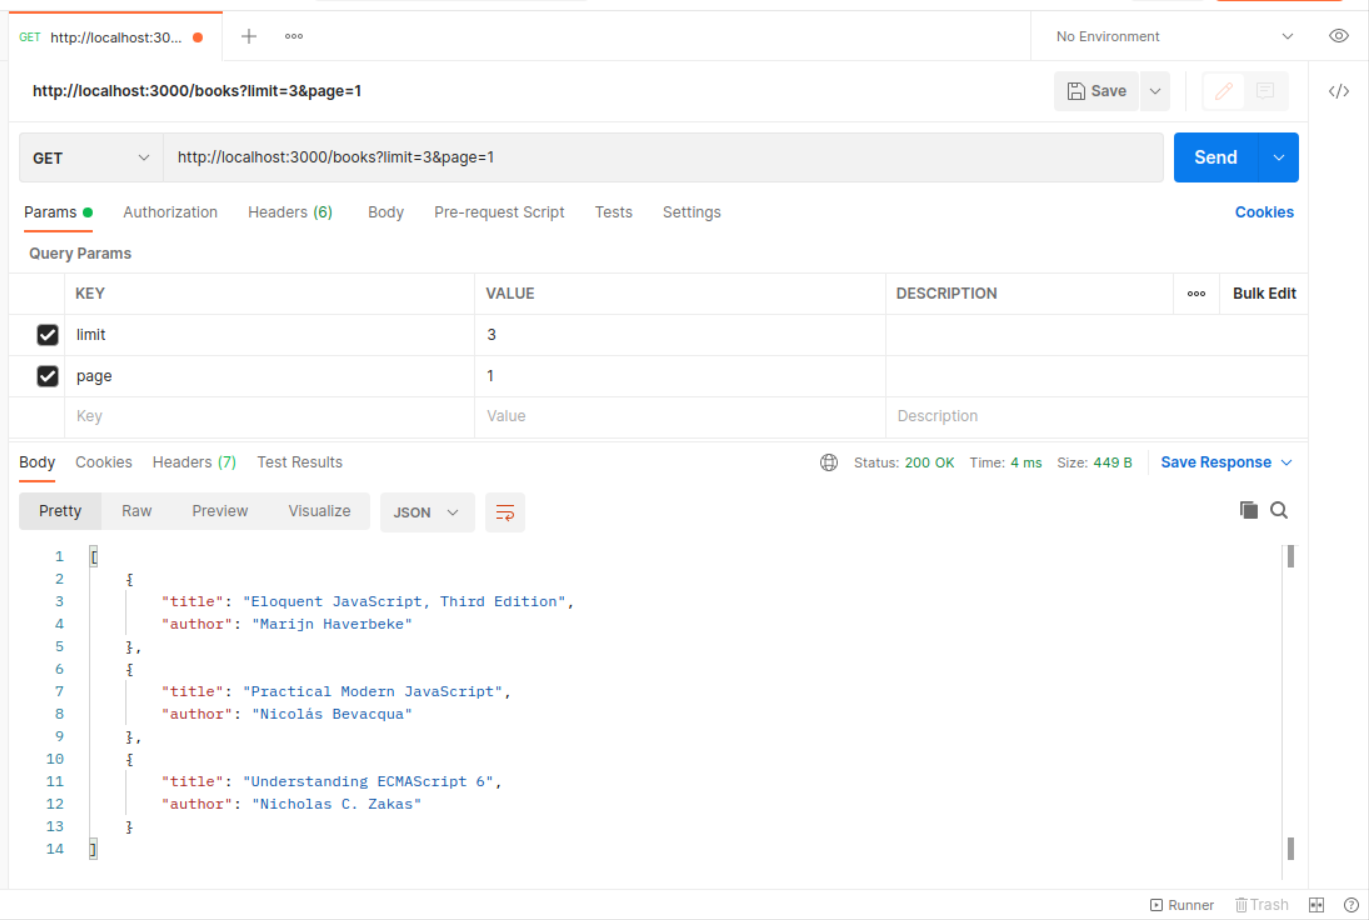 GET http://localhost:30...
No Environment
http://localhost:3000/books?limit=3&page=1
Save
</>
GET http://localhost:3000/books?limit=3&page=1 Send
Params Authorization Headers (6) Body Pre-request Script Tests Settings Cookies
Query Params
KEY VALUE DESCRIPTION Bulk Edit
limit 3
page 1
Key Value Description
Body Cookies Headers (7) Test Results Status: 200 OK Time: 4 ms Size: 449 B Save Response
Pretty Raw Preview Visualize JSON
1 [
2 {
3 "title": "Eloquent JavaScript, Third Edition",
4 "author": "Marijn Haverbeke"
5 },
6 {
7 "title": "Practical Modern JavaScript",
8 "author": "Nicolás Bevacqua"
9 },
10 {
11 "title": "Understanding ECMAScript 6",
12 "author": "Nicholas C. Zakas"
13 }
14 ]
Runner Trash